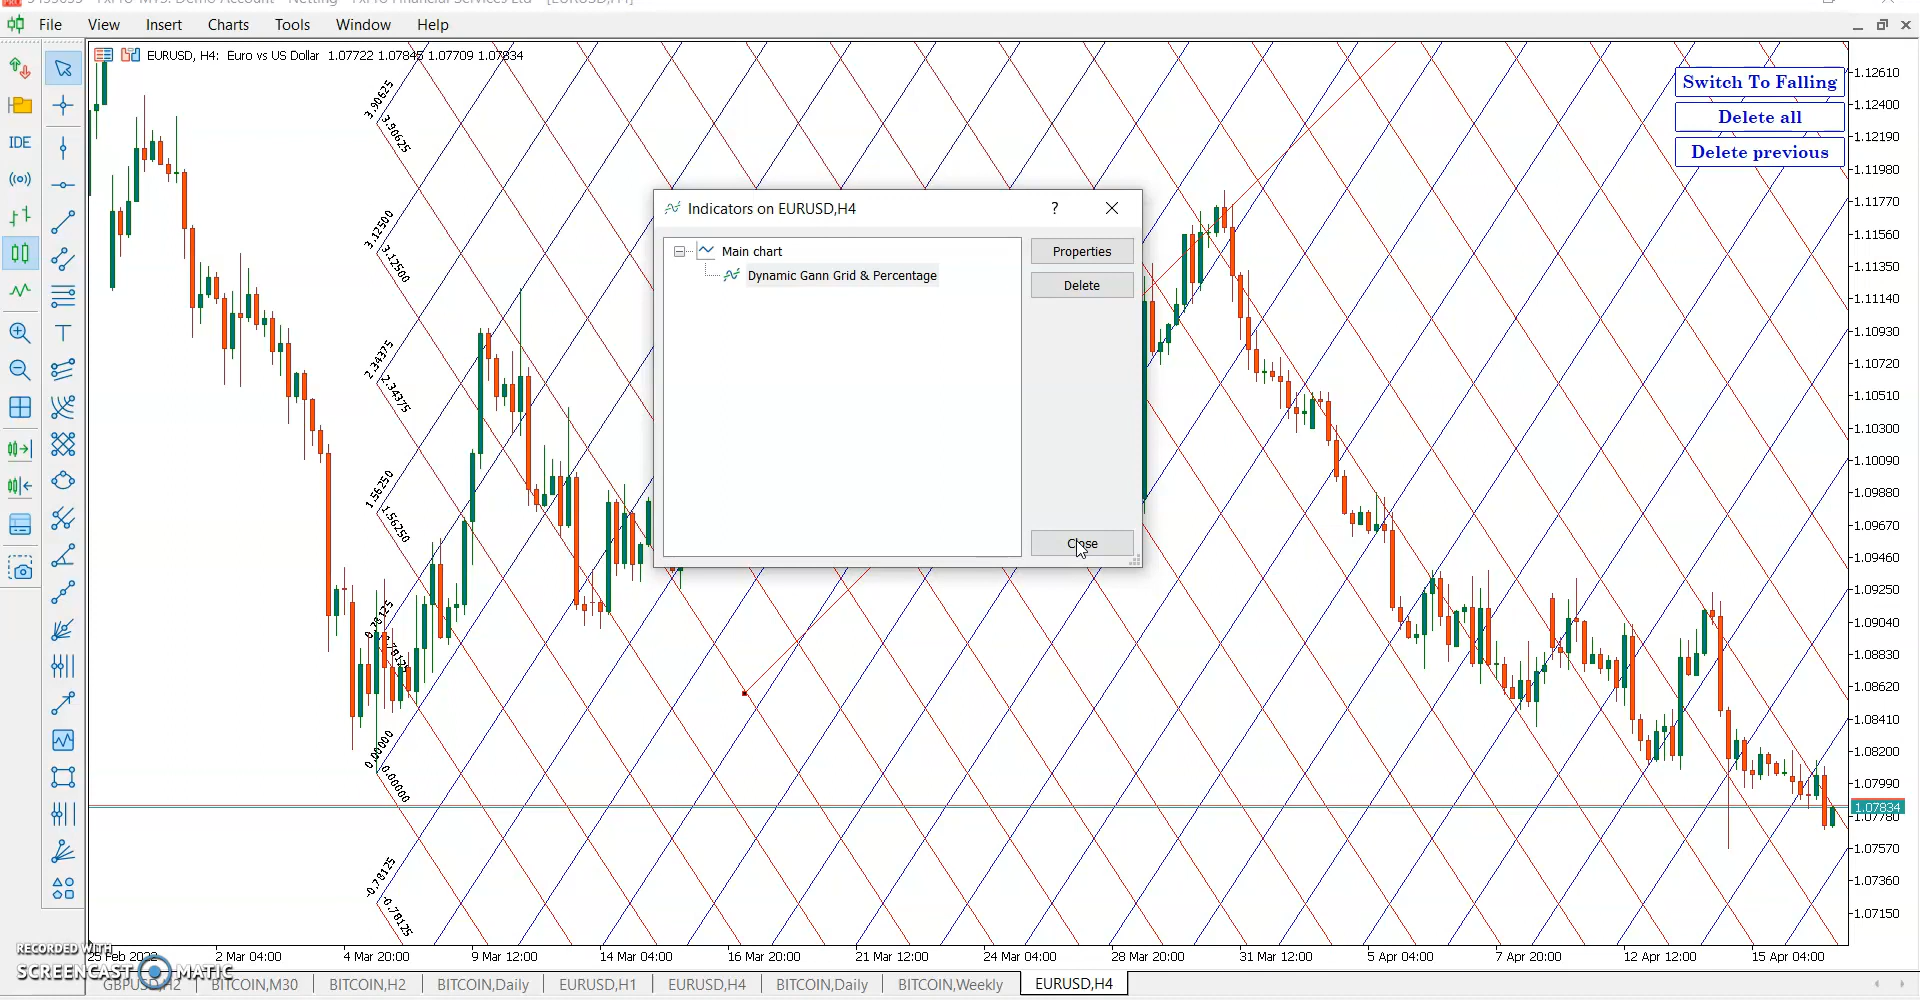 File View Insert Charts Tools Window Help
EURUSD, H4: Euro vs US Dollar 1.07722 1.07845 1.07709 1.07834
Switch To Falling
Delete all
Delete previous
IDE
Indicators on EURUSD,H4
?
Main chart
Dynamic Gann Grid & Percentage
Properties
Delete
Close
3.90625
3.90625
3.12500
3.12500
2.34375
2.34375
1.56250
1.56250
0.78125
0.78125
0.00000
0.00000
-0.78125
-0.78125
1.12610
1.12400
1.12190
1.11980
1.11770
1.11560
1.11350
1.11140
1.10930
1.10720
1.10510
1.10300
1.10090
1.09880
1.09670
1.09460
1.09250
1.09040
1.08830
1.08620
1.08410
1.08200
1.07990
1.07834
1.07780
1.07570
1.07360
1.07150
25 Feb 2022 2 Mar 04:00 4 Mar 20:00 9 Mar 12:00 14 Mar 04:00 16 Mar 20:00 21 Mar 12:00 24 Mar 04:00 28 Mar 20:00 31 Mar 12:00 5 Apr 04:00 7 Apr 20:00 12 Apr 12:00 15 Apr 04:00
GBPUSD,H2 BITCOIN,M30 BITCOIN,H2 BITCOIN,Daily EURUSD,H1 EURUSD,H4 BITCOIN,Daily BITCOIN,Weekly EURUSD,H4
RECORDED WITH
SCREENCAST MATIC